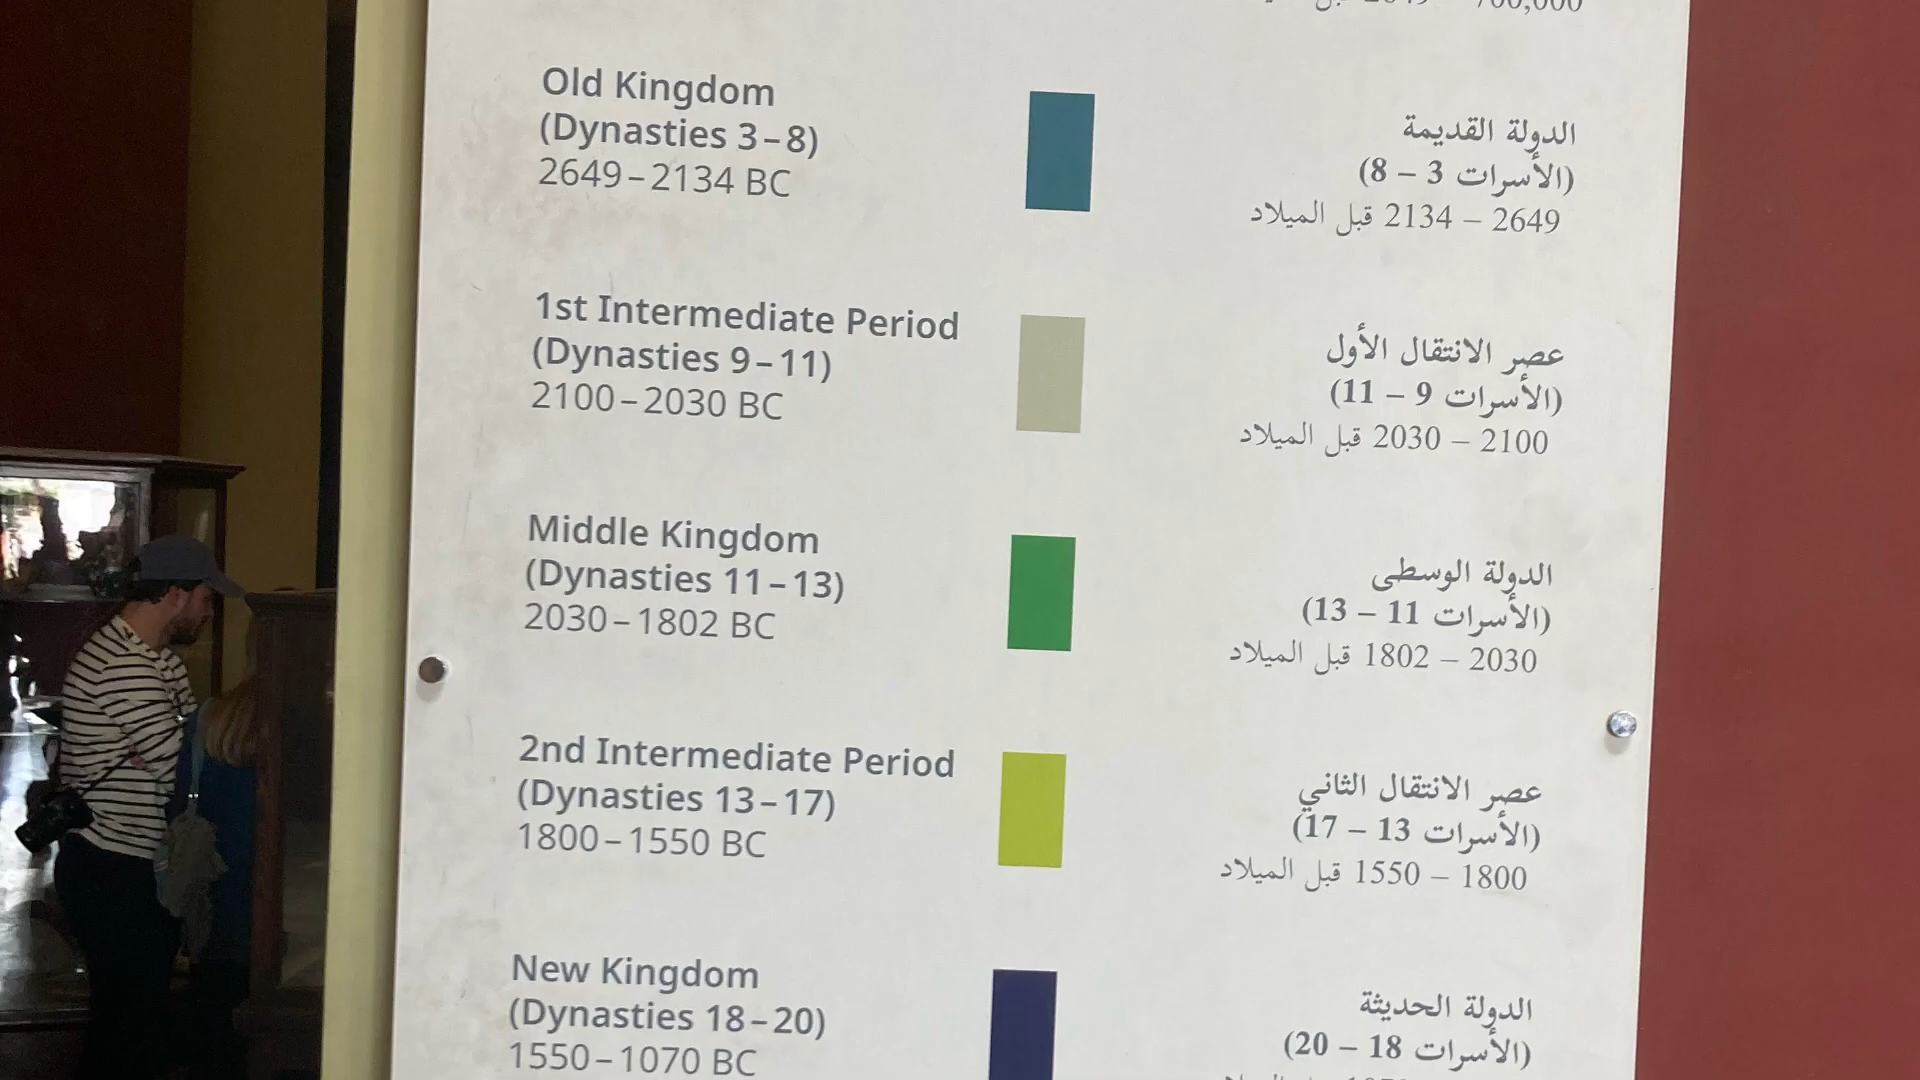 Old Kingdom
(Dynasties 3–8)
2649–2134 BC
الدولة القديمة
(الأسرات 3 – 8)
2649 – 2134 قبل الميلاد
1st Intermediate Period
(Dynasties 9–11)
2100–2030 BC
عصر الانتقال الأول
(الأسرات 9 – 11)
2100 – 2030 قبل الميلاد
Middle Kingdom
(Dynasties 11–13)
2030–1802 BC
الدولة الوسطى
(الأسرات 11 – 13)
2030 – 1802 قبل الميلاد
2nd Intermediate Period
(Dynasties 13–17)
1800–1550 BC
عصر الانتقال الثاني
(الأسرات 13 – 17)
1800 – 1550 قبل الميلاد
New Kingdom
(Dynasties 18–20)
1550–1070 BC
الدولة الحديثة
(الأسرات 18 – 20)